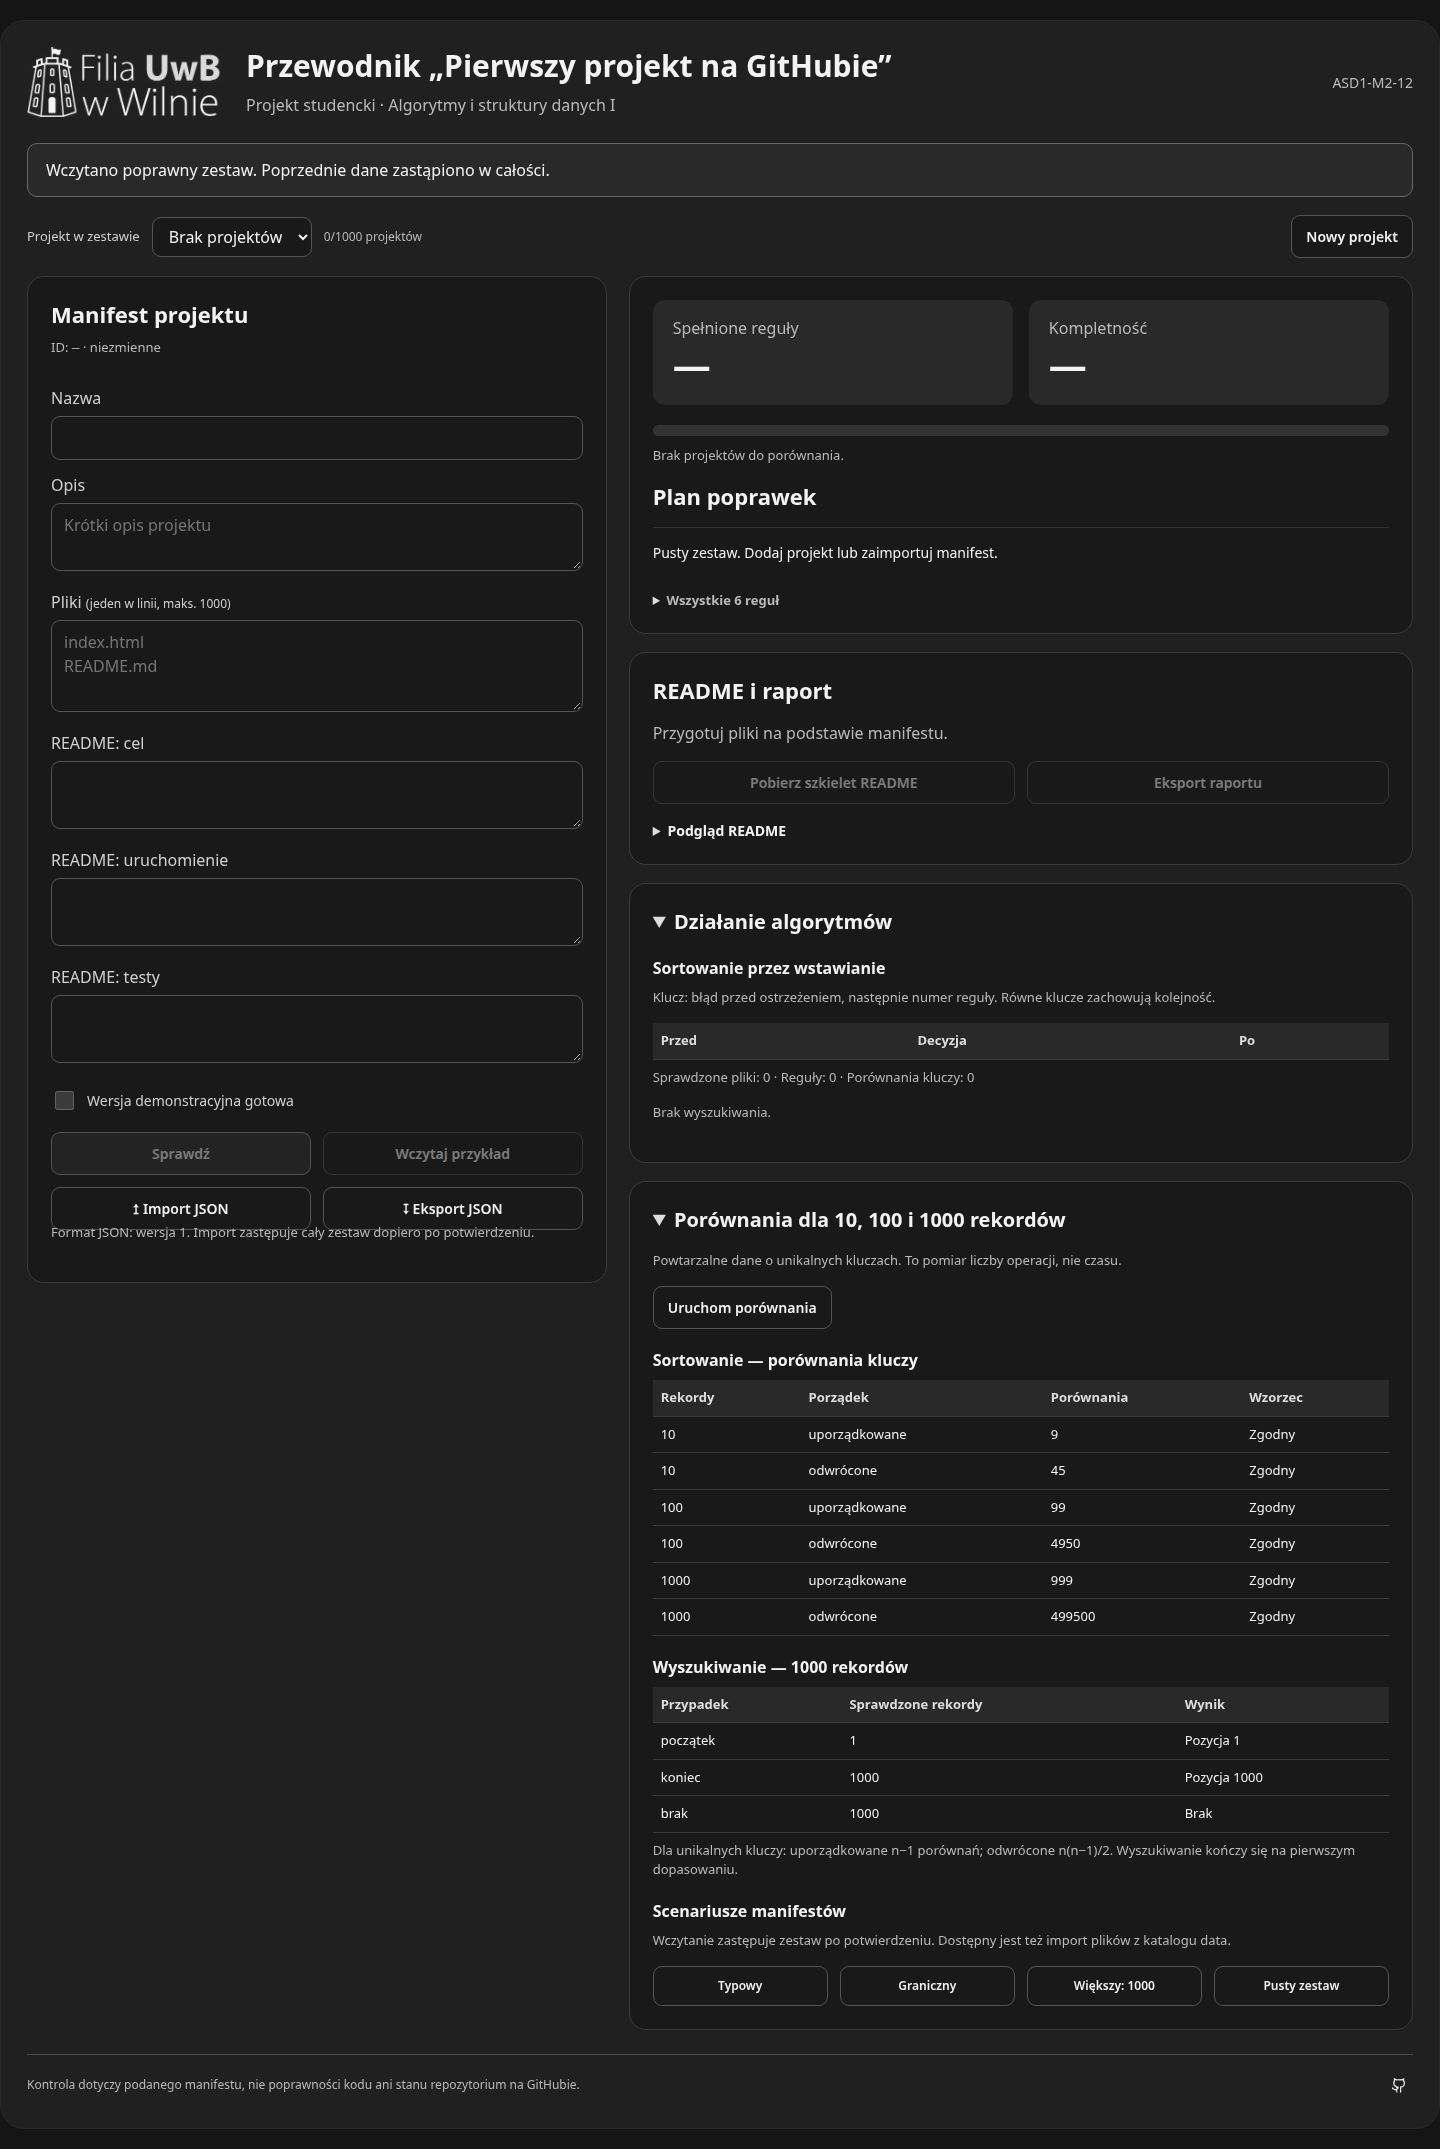 Filia UwB
w Wilnie
Przewodnik „Pierwszy projekt na GitHubie”
Projekt studencki · Algorytmy i struktury danych I
ASD1-M2-12
Wczytano poprawny zestaw. Poprzednie dane zastąpiono w całości.
Projekt w zestawie
Brak projektów
0/1000 projektów
Nowy projekt
Manifest projektu
ID: — · niezmienne
Nazwa
Opis
Krótki opis projektu
Pliki (jeden w linii, maks. 1000)
index.html
README.md
README: cel
README: uruchomienie
README: testy
Wersja demonstracyjna gotowa
Sprawdź
Wczytaj przykład
↥ Import JSON
↧ Eksport JSON
Format JSON: wersja 1. Import zastępuje cały zestaw dopiero po potwierdzeniu.
Spełnione reguły
—
Kompletność
—
Brak projektów do porównania.
Plan poprawek
Pusty zestaw. Dodaj projekt lub zaimportuj manifest.
Wszystkie 6 reguł
README i raport
Przygotuj pliki na podstawie manifestu.
Pobierz szkielet README
Eksport raportu
Podgląd README
Działanie algorytmów
Sortowanie przez wstawianie
Klucz: błąd przed ostrzeżeniem, następnie numer reguły. Równe klucze zachowują kolejność.
Przed Decyzja Po
Sprawdzone pliki: 0 · Reguły: 0 · Porównania kluczy: 0
Brak wyszukiwania.
Porównania dla 10, 100 i 1000 rekordów
Powtarzalne dane o unikalnych kluczach. To pomiar liczby operacji, nie czasu.
Uruchom porównania
Sortowanie — porównania kluczy
Rekordy Porządek Porównania Wzorzec
10 uporządkowane 9 Zgodny
10 odwrócone 45 Zgodny
100 uporządkowane 99 Zgodny
100 odwrócone 4950 Zgodny
1000 uporządkowane 999 Zgodny
1000 odwrócone 499500 Zgodny
Wyszukiwanie — 1000 rekordów
Przypadek Sprawdzone rekordy Wynik
początek 1 Pozycja 1
koniec 1000 Pozycja 1000
brak 1000 Brak
Dla unikalnych kluczy: uporządkowane n−1 porównań; odwrócone n(n−1)/2. Wyszukiwanie kończy się na pierwszym
dopasowaniu.
Scenariusze manifestów
Wczytanie zastępuje zestaw po potwierdzeniu. Dostępny jest też import plików z katalogu data.
Typowy
Graniczny
Większy: 1000
Pusty zestaw
Kontrola dotyczy podanego manifestu, nie poprawności kodu ani stanu repozytorium na GitHubie.